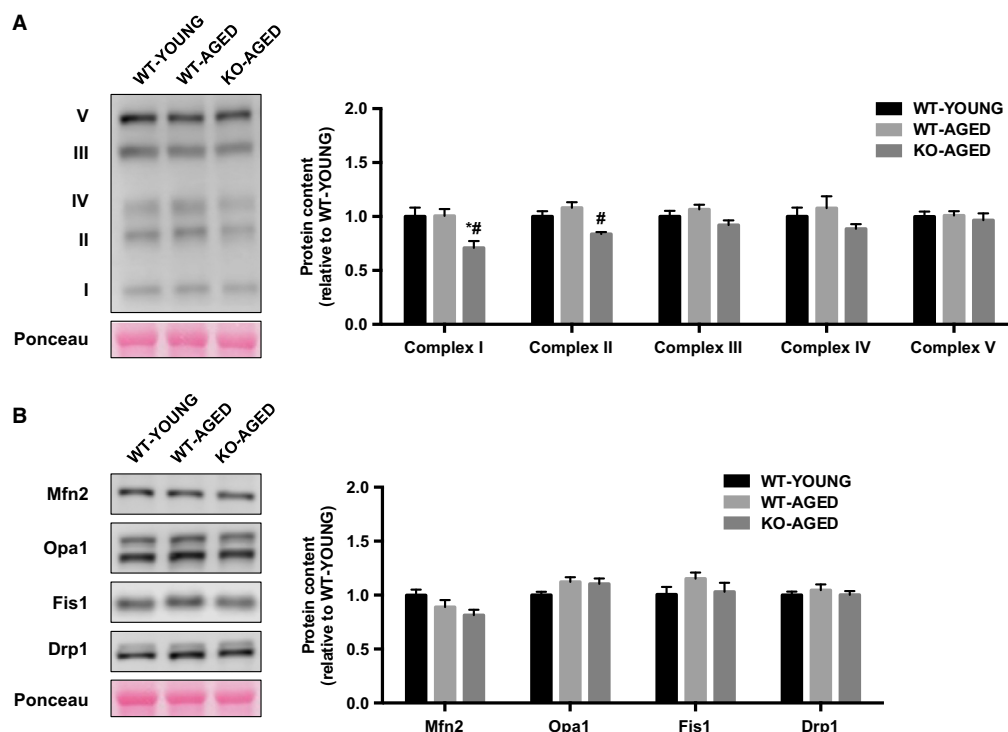 A
WT-YOUNG
WT-AGED
KO-AGED
V
III
IV
II
I
Ponceau
Protein content
(relative to WT-YOUNG)
2.0
1.5
1.0
0.5
0.0
WT-YOUNG
WT-AGED
KO-AGED
*#
#
Complex I
Complex II
Complex III
Complex IV
Complex V
B
WT-YOUNG
WT-AGED
KO-AGED
Mfn2
Opa1
Fis1
Drp1
Ponceau
Protein content
(relative to WT-YOUNG)
2.0
1.5
1.0
0.5
0.0
WT-YOUNG
WT-AGED
KO-AGED
Mfn2
Opa1
Fis1
Drp1